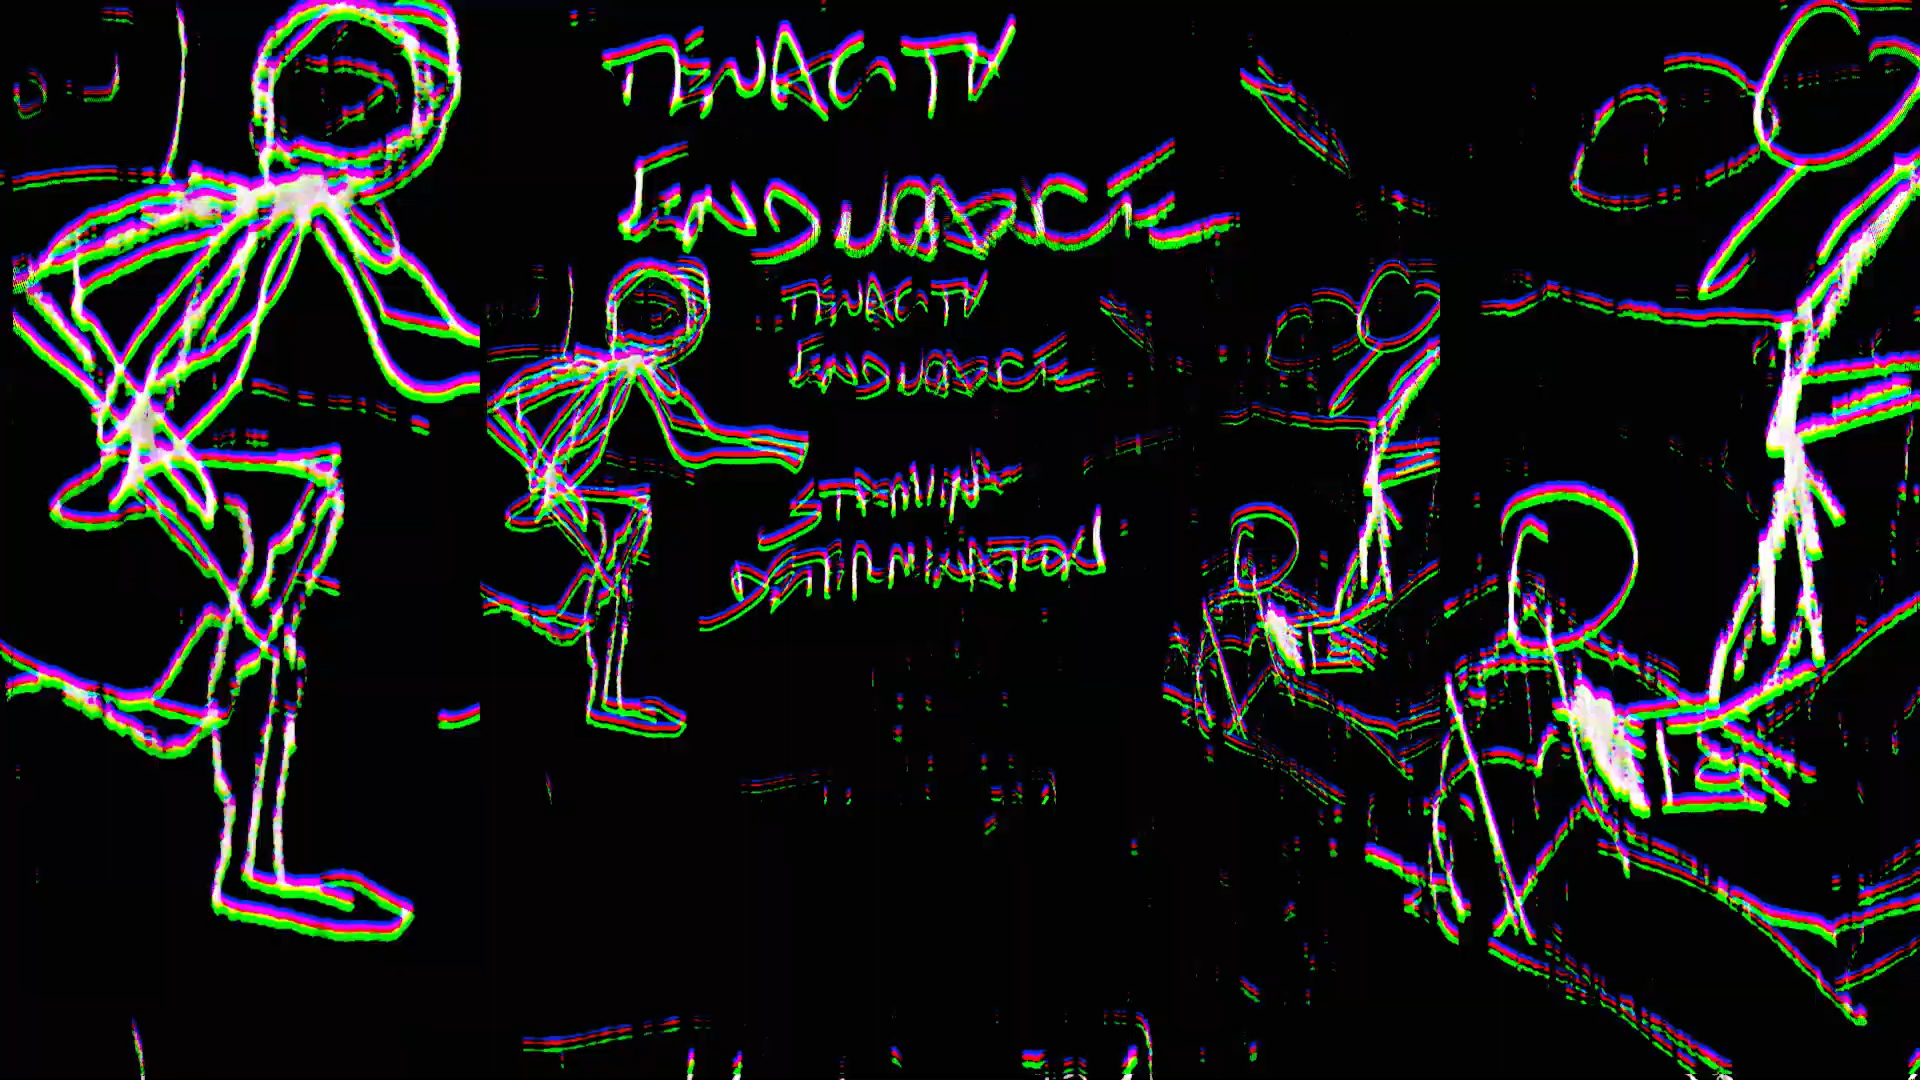 TENACITY
ENDURANCE
TENACITY
ENDURANCE
STAMINA
DETERMINATION